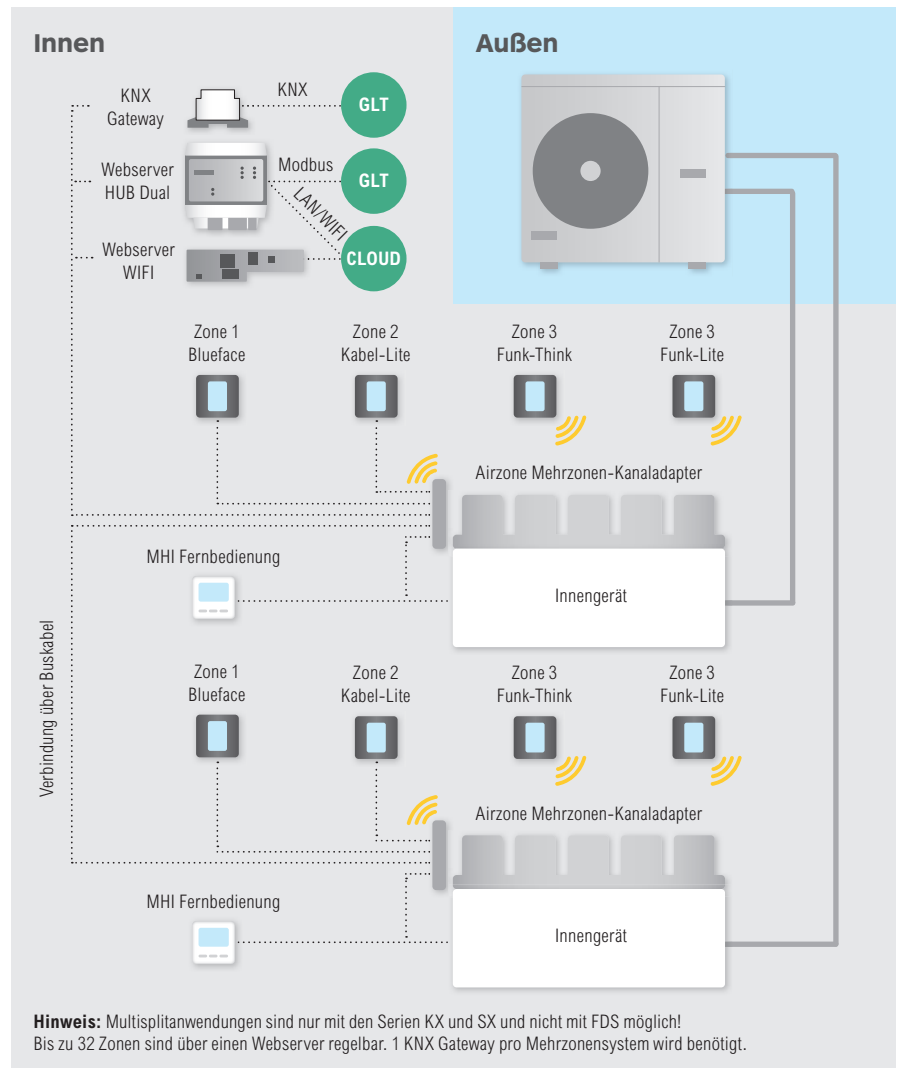 Innen
Außen
KNX
Gateway
KNX
GLT
Webserver
HUB Dual
Modbus
GLT
LAN/WIFI
Webserver
WIFI
CLOUD
Zone 1
Blueface
Zone 2
Kabel-Lite
Zone 3
Funk-Think
Zone 3
Funk-Lite
Airzone Mehrzonen-Kanaladapter
MHI Fernbedienung
Innengerät
Verbindung über Buskabel
Zone 1
Blueface
Zone 2
Kabel-Lite
Zone 3
Funk-Think
Zone 3
Funk-Lite
Airzone Mehrzonen-Kanaladapter
MHI Fernbedienung
Innengerät
Hinweis: Multisplitanwendungen sind nur mit den Serien KX und SX und nicht mit FDS möglich!
Bis zu 32 Zonen sind über einen Webserver regelbar. 1 KNX Gateway pro Mehrzonensystem wird benötigt.